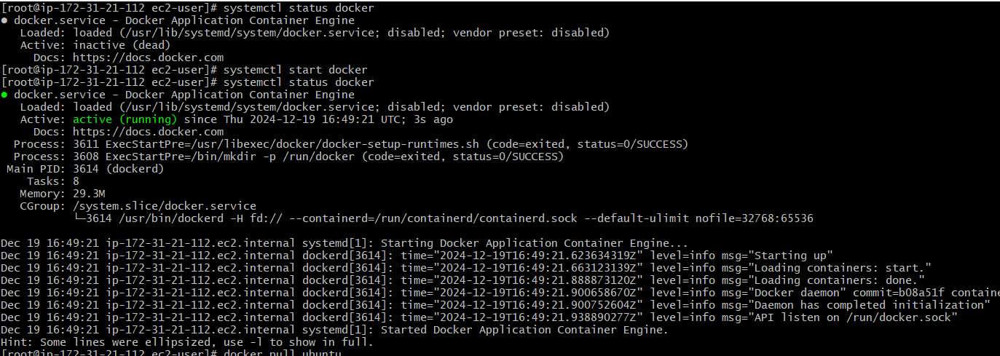 [root@ip-172-31-21-112 ec2-user]# systemctl status docker
● docker.service - Docker Application Container Engine
   Loaded: loaded (/usr/lib/systemd/system/docker.service; disabled; vendor preset: disabled)
   Active: inactive (dead)
     Docs: https://docs.docker.com
[root@ip-172-31-21-112 ec2-user]# systemctl start docker
[root@ip-172-31-21-112 ec2-user]# systemctl status docker
● docker.service - Docker Application Container Engine
   Loaded: loaded (/usr/lib/systemd/system/docker.service; disabled; vendor preset: disabled)
   Active: active (running) since Thu 2024-12-19 16:49:21 UTC; 3s ago
     Docs: https://docs.docker.com
  Process: 3611 ExecStartPre=/usr/libexec/docker/docker-setup-runtimes.sh (code=exited, status=0/SUCCESS)
  Process: 3608 ExecStartPre=/bin/mkdir -p /run/docker (code=exited, status=0/SUCCESS)
 Main PID: 3614 (dockerd)
    Tasks: 8
   Memory: 29.3M
   CGroup: /system.slice/docker.service
           └─3614 /usr/bin/dockerd -H fd:// --containerd=/run/containerd/containerd.sock --default-ulimit nofile=32768:65536

Dec 19 16:49:21 ip-172-31-21-112.ec2.internal systemd[1]: Starting Docker Application Container Engine...
Dec 19 16:49:21 ip-172-31-21-112.ec2.internal dockerd[3614]: time="2024-12-19T16:49:21.623634319Z" level=info msg="Starting up"
Dec 19 16:49:21 ip-172-31-21-112.ec2.internal dockerd[3614]: time="2024-12-19T16:49:21.663123139Z" level=info msg="Loading containers: start."
Dec 19 16:49:21 ip-172-31-21-112.ec2.internal dockerd[3614]: time="2024-12-19T16:49:21.888873120Z" level=info msg="Loading containers: done."
Dec 19 16:49:21 ip-172-31-21-112.ec2.internal dockerd[3614]: time="2024-12-19T16:49:21.900658670Z" level=info msg="Docker daemon" commit=b08a51f containe
Dec 19 16:49:21 ip-172-31-21-112.ec2.internal dockerd[3614]: time="2024-12-19T16:49:21.900752604Z" level=info msg="Daemon has completed initialization"
Dec 19 16:49:21 ip-172-31-21-112.ec2.internal dockerd[3614]: time="2024-12-19T16:49:21.938890277Z" level=info msg="API listen on /run/docker.sock"
Dec 19 16:49:21 ip-172-31-21-112.ec2.internal systemd[1]: Started Docker Application Container Engine.
Hint: Some lines were ellipsized, use -l to show in full.
[root@ip-172-31-21-112 ec2-user]# docker pull ubuntu